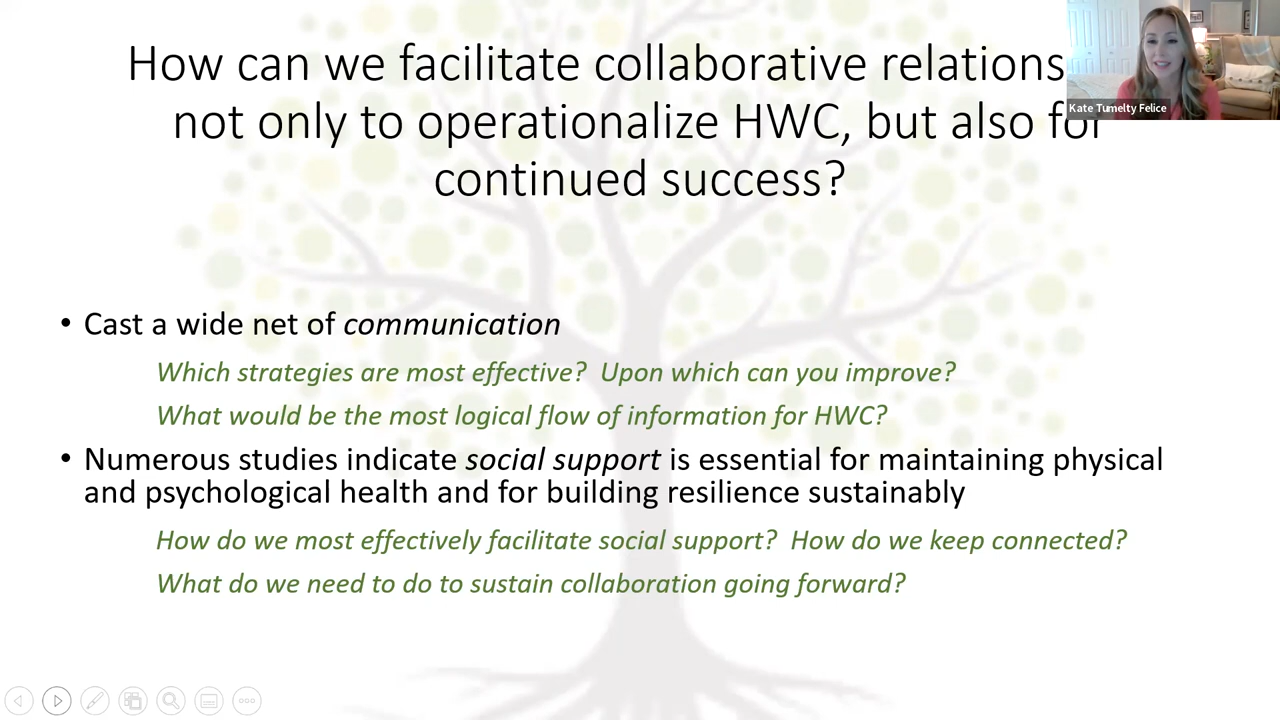 How can we facilitate collaborative relations
not only to operationalize HWC, but also for
continued success?
Kate Tumelty Felice
• Cast a wide net of communication
Which strategies are most effective?  Upon which can you improve?
What would be the most logical flow of information for HWC?
• Numerous studies indicate social support is essential for maintaining physical
and psychological health and for building resilience sustainably
How do we most effectively facilitate social support?  How do we keep connected?
What do we need to do to sustain collaboration going forward?